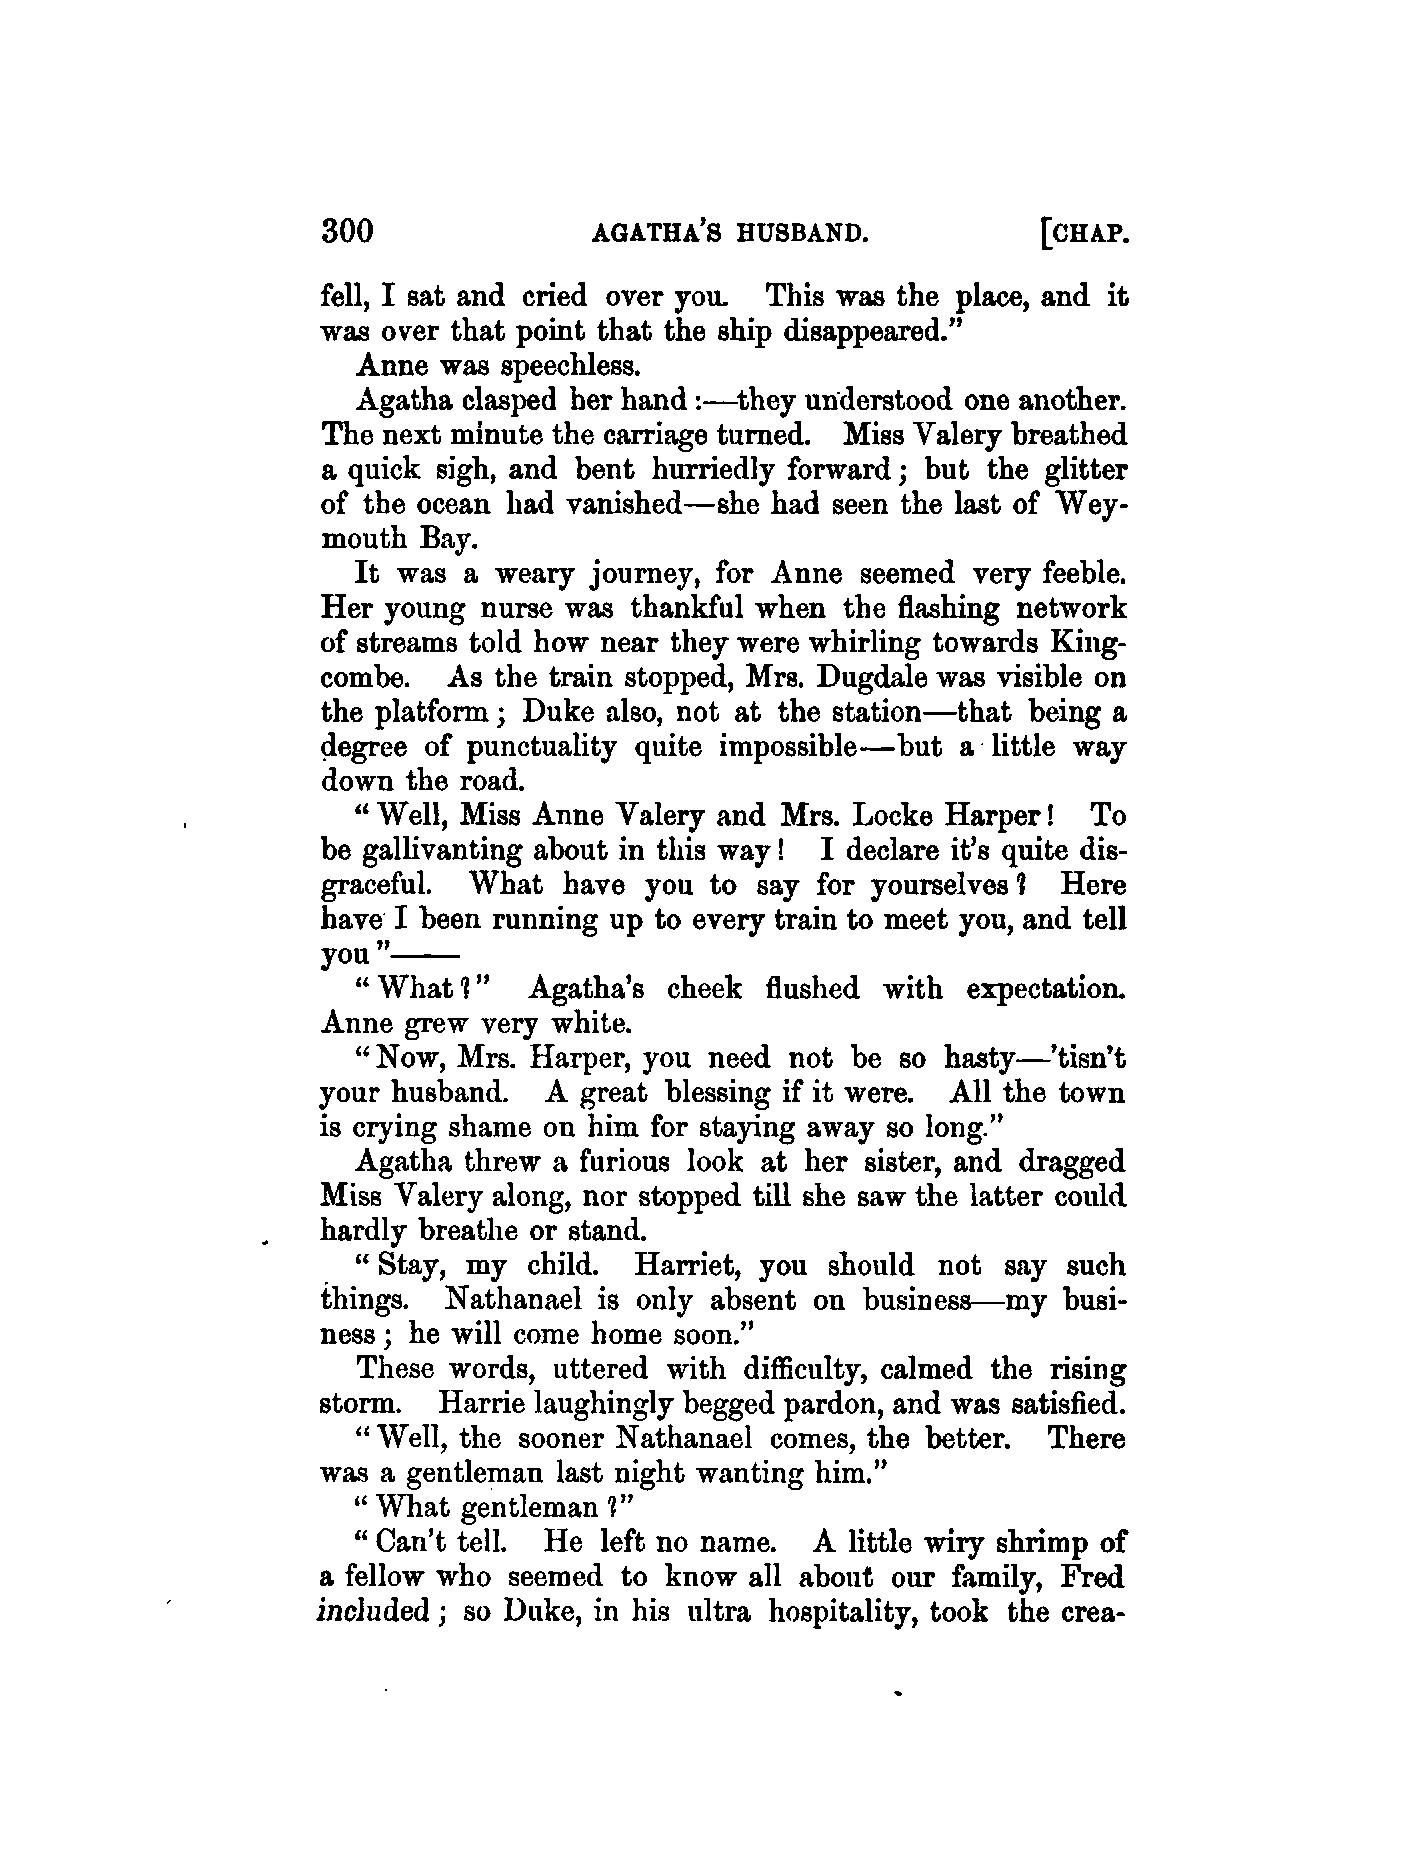 300 AGATHA'S HUSBAND. [CHAP.
fell, I sat and cried over you. This was the place, and it
was over that point that the ship disappeared."
Anne was speechless.
Agatha clasped her hand :—they understood one another.
The next minute the carriage turned. Miss Valery breathed
a quick sigh, and bent hurriedly forward ; but the glitter
of the ocean had vanished—she had seen the last of Wey-
mouth Bay.
It was a weary journey, for Anne seemed very feeble.
Her young nurse was thankful when the flashing network
of streams told how near they were whirling towards King-
combe. As the train stopped, Mrs. Dugdale was visible on
the platform ; Duke also, not at the station—that being a
degree of punctuality quite impossible—but a little way
down the road.
" Well, Miss Anne Valery and Mrs. Locke Harper ! To
be gallivanting about in this way ! I declare it's quite dis-
graceful. What have you to say for yourselves ? Here
have I been running up to every train to meet you, and tell
you "——
" What ?" Agatha's cheek flushed with expectation.
Anne grew very white.
" Now, Mrs. Harper, you need not be so hasty—'tisn't
your husband. A great blessing if it were. All the town
is crying shame on him for staying away so long."
Agatha threw a furious look at her sister, and dragged
Miss Valery along, nor stopped till she saw the latter could
hardly breathe or stand.
" Stay, my child. Harriet, you should not say such
things. Nathanael is only absent on business—my busi-
ness ; he will come home soon."
These words, uttered with difficulty, calmed the rising
storm. Harrie laughingly begged pardon, and was satisfied.
" Well, the sooner Nathanael comes, the better. There
was a gentleman last night wanting him."
" What gentleman ?"
" Can't tell. He left no name. A little wiry shrimp of
a fellow who seemed to know all about our family, Fred
included ; so Duke, in his ultra hospitality, took the crea-